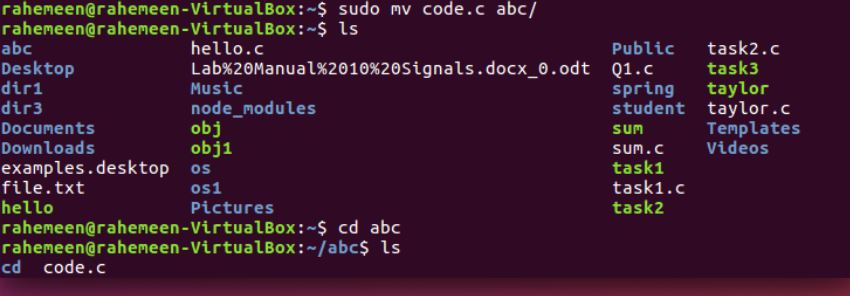 rahemeen@rahemeen-VirtualBox:~$ sudo mv code.c abc/
rahemeen@rahemeen-VirtualBox:~$ ls
abc hello.c Public task2.c
Desktop Lab%20Manual%2010%20Signals.docx_0.odt Q1.c task3
dir1 Music spring taylor
dir3 node_modules student taylor.c
Documents obj sum Templates
Downloads obj1 sum.c Videos
examples.desktop os task1
file.txt os1 task1.c
hello Pictures task2
rahemeen@rahemeen-VirtualBox:~$ cd abc
rahemeen@rahemeen-VirtualBox:~/abc$ ls
cd code.c